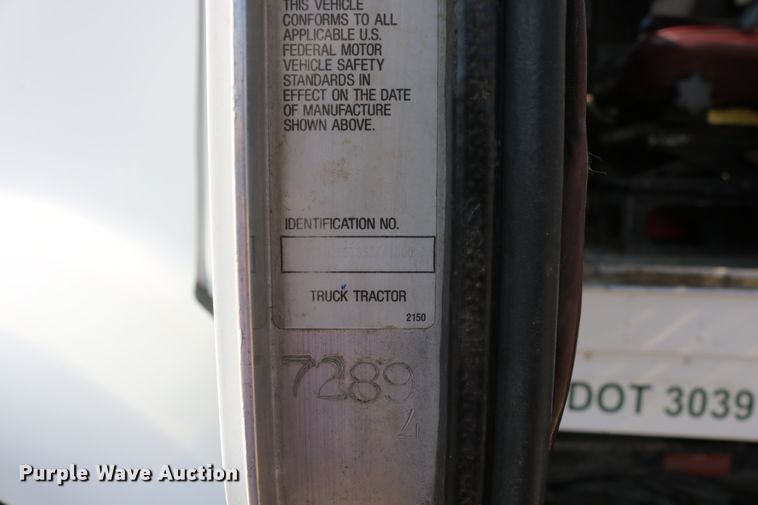 THIS VEHICLE
CONFORMS TO ALL
APPLICABLE U.S.
FEDERAL MOTOR
VEHICLE SAFETY
STANDARDS IN
EFFECT ON THE DATE
OF MANUFACTURE
SHOWN ABOVE.
IDENTIFICATION NO.
TRUCK TRACTOR
2150
7289
4
DOT 3039
Purple Wave Auction